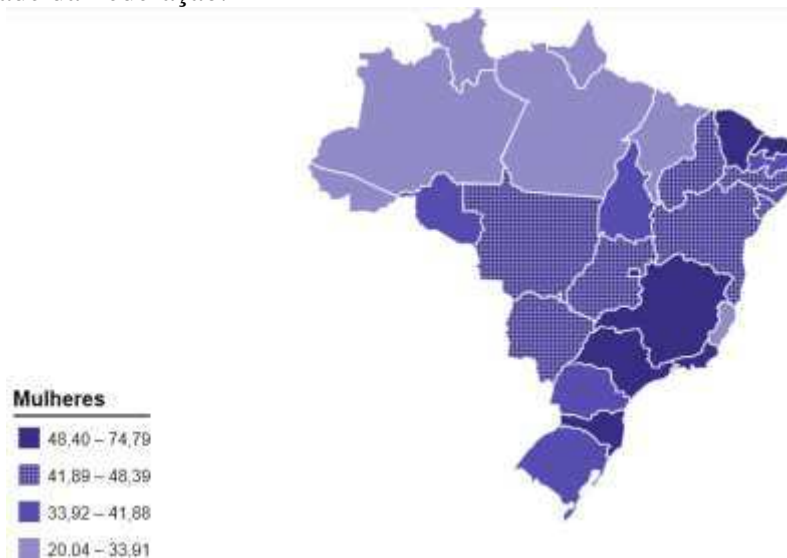 Mulheres
48,40 – 74,79
41,89 – 48,39
33,92 – 41,88
20,04 – 33,91